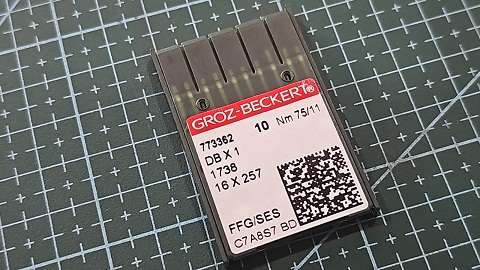 GROZ-BECKERT®
773362 10 Nm 75/11
DB X 1
1738
16 X 257
FFG/SES
C7A8S7 BD